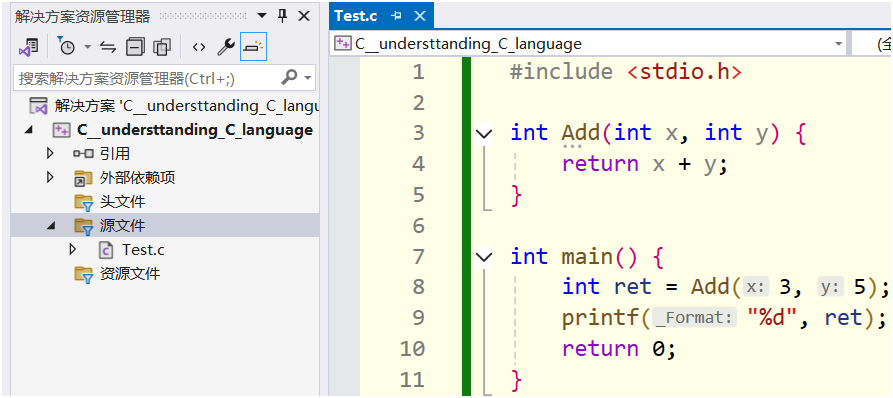 解决方案资源管理器
搜索解决方案资源管理器(Ctrl+;)
解决方案 'C__understtanding_C_langu
C__understtanding_C_language
引用
外部依赖项
头文件
源文件
Test.c
资源文件
Test.c
C__understtanding_C_language
(全
1 #include <stdio.h>
2
3 int Add(int x, int y) {
4 return x + y;
5 }
6
7 int main() {
8 int ret = Add(x: 3, y: 5);
9 printf(_Format: "%d", ret);
10 return 0;
11 }